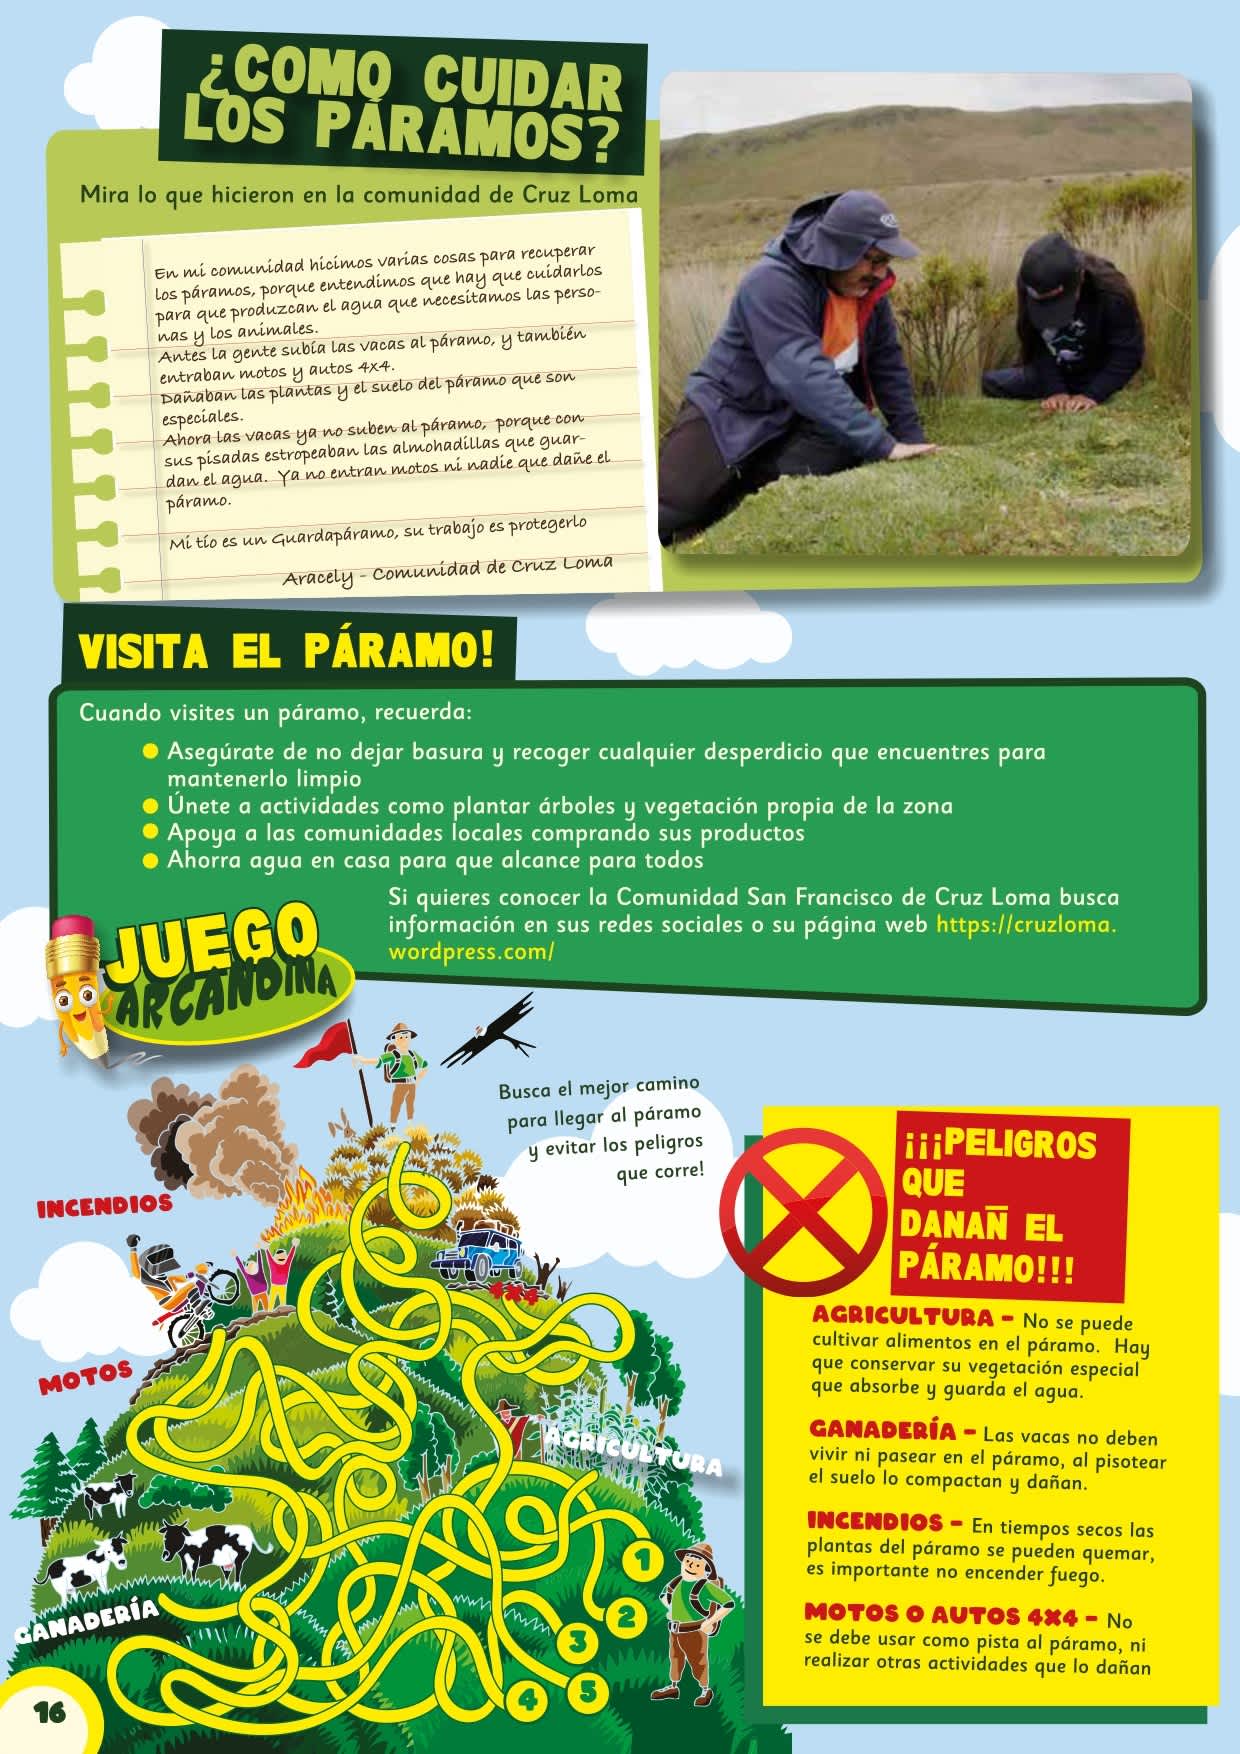 ¿COMO CUIDAR
LOS PÁRAMOS?
Mira lo que hicieron en la comunidad de Cruz Loma
En mi comunidad hicimos varias cosas para recuperar
los páramos, porque entendimos que hay que cuidarlos
para que produzcan el agua que necesitamos las perso-
nas y los animales.
Antes la gente subía las vacas al páramo, y también
entraban motos y autos 4x4.
Dañaban las plantas y el suelo del páramo que son
especiales.
Ahora las vacas ya no suben al páramo, porque con
sus pisadas estropeaban las almohadillas que guar-
dan el agua. Ya no entran motos ni nadie que dañe el
páramo.
Mi tío es un Guardapáramo, su trabajo es protegerlo
Aracely - Comunidad de Cruz Loma
VISITA EL PÁRAMO!
Cuando visites un páramo, recuerda:
Asegúrate de no dejar basura y recoger cualquier desperdicio que encuentres para
mantenerlo limpio
Únete a actividades como plantar árboles y vegetación propia de la zona
Apoya a las comunidades locales comprando sus productos
Ahorra agua en casa para que alcance para todos
Si quieres conocer la Comunidad San Francisco de Cruz Loma busca
información en sus redes sociales o su página web https://cruzloma.
wordpress.com/
JUEGO
ARCANDINA
Busca el mejor camino
para llegar al páramo
y evitar los peligros
que corre!
INCENDIOS
4x4
MOTOS
AGRICULTURA
GANADERÍA
1
2
3
4
5
¡¡¡PELIGROS
QUE
DANAÑ EL
PÁRAMO!!!
AGRICULTURA - No se puede
cultivar alimentos en el páramo. Hay
que conservar su vegetación especial
que absorbe y guarda el agua.
GANADERÍA - Las vacas no deben
vivir ni pasear en el páramo, al pisotear
el suelo lo compactan y dañan.
INCENDIOS - En tiempos secos las
plantas del páramo se pueden quemar,
es importante no encender fuego.
MOTOS O AUTOS 4X4 - No
se debe usar como pista al páramo, ni
realizar otras actividades que lo dañan
16